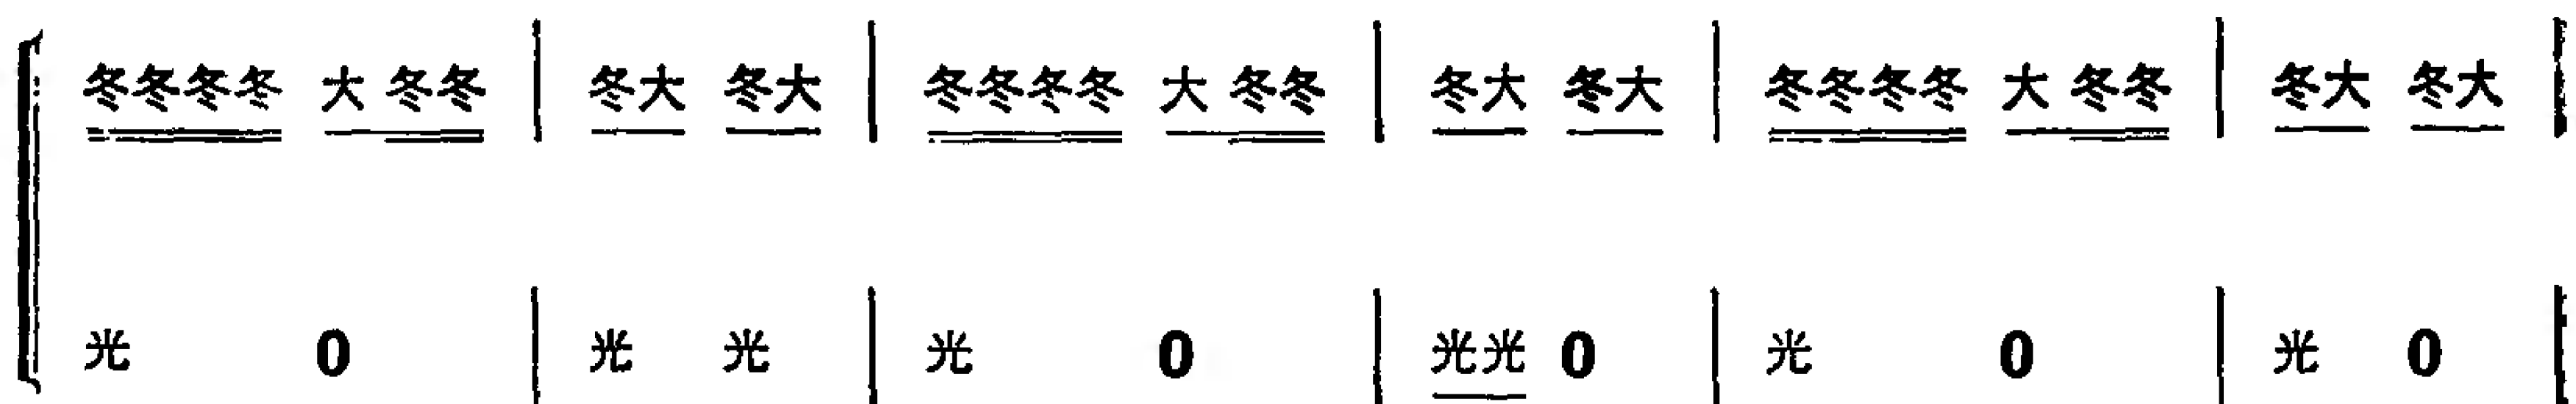 冬冬冬冬 大 冬冬 | 冬大 冬大 | 冬冬冬冬 大 冬冬 | 冬大 冬大 | 冬冬冬冬 大 冬冬 | 冬大 冬大 |
光 0 | 光 光 | 光 0 | 光光 0 | 光 0 | 光 0 |